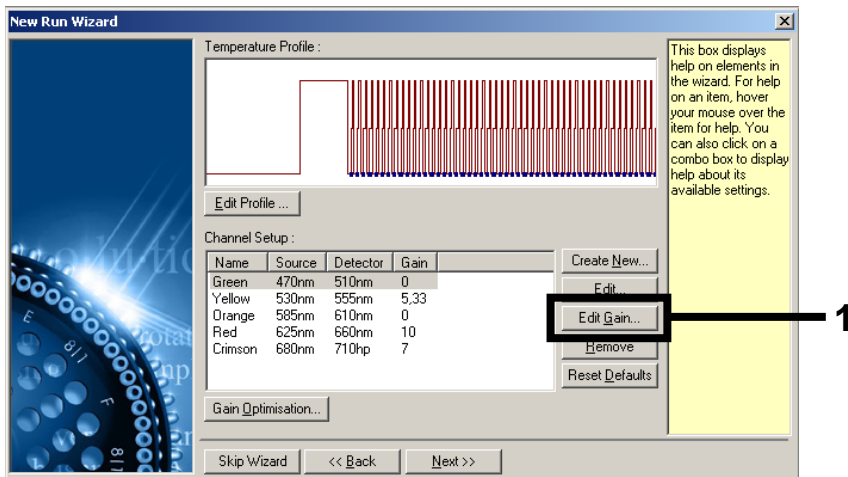 New Run Wizard
Temperature Profile :
Edit Profile ...
Channel Setup :
Name Source Detector Gain
Green 470nm 510nm 0
Yellow 530nm 555nm 5,33
Orange 585nm 610nm 0
Red 625nm 660nm 10
Crimson 680nm 710hp 7
Create New...
Edit...
Edit Gain...
Remove
Reset Defaults
Gain Optimisation...
Skip Wizard
<< Back
Next >>
This box displays
help on elements in
the wizard. For help
on an item, hover
your mouse over the
item for help. You
can also click on a
combo box to display
help about its
available settings.
1